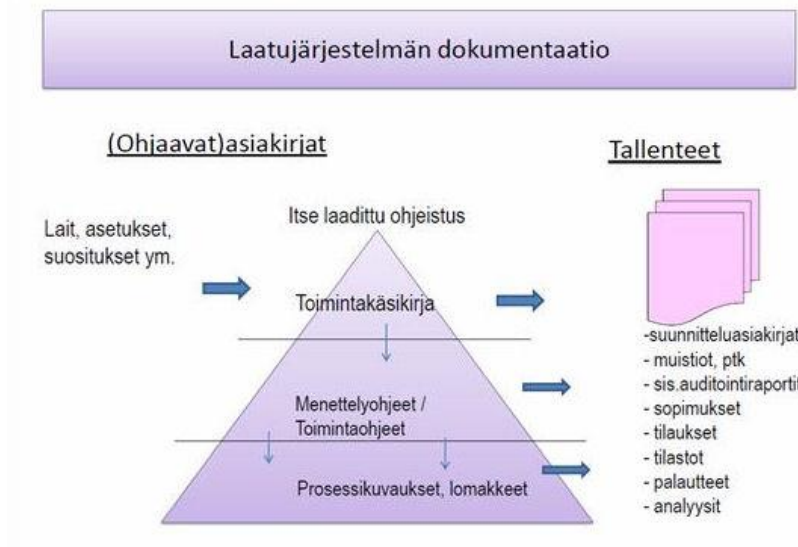 Laatujärjestelmän dokumentaatio
(Ohjaavat)asiakirjat
Tallenteet
Lait, asetukset,
suositukset ym.
Itse laadittu ohjeistus
Toimintakäsikirja
Menettelyohjeet /
Toimintaohjeet
Prosessikuvaukset, lomakkeet
-suunnitteluasiakirjat
- muistiot, ptk
- sis.auditointiraportit
- sopimukset
- tilaukset
- tilastot
- palautteet
- analyysit